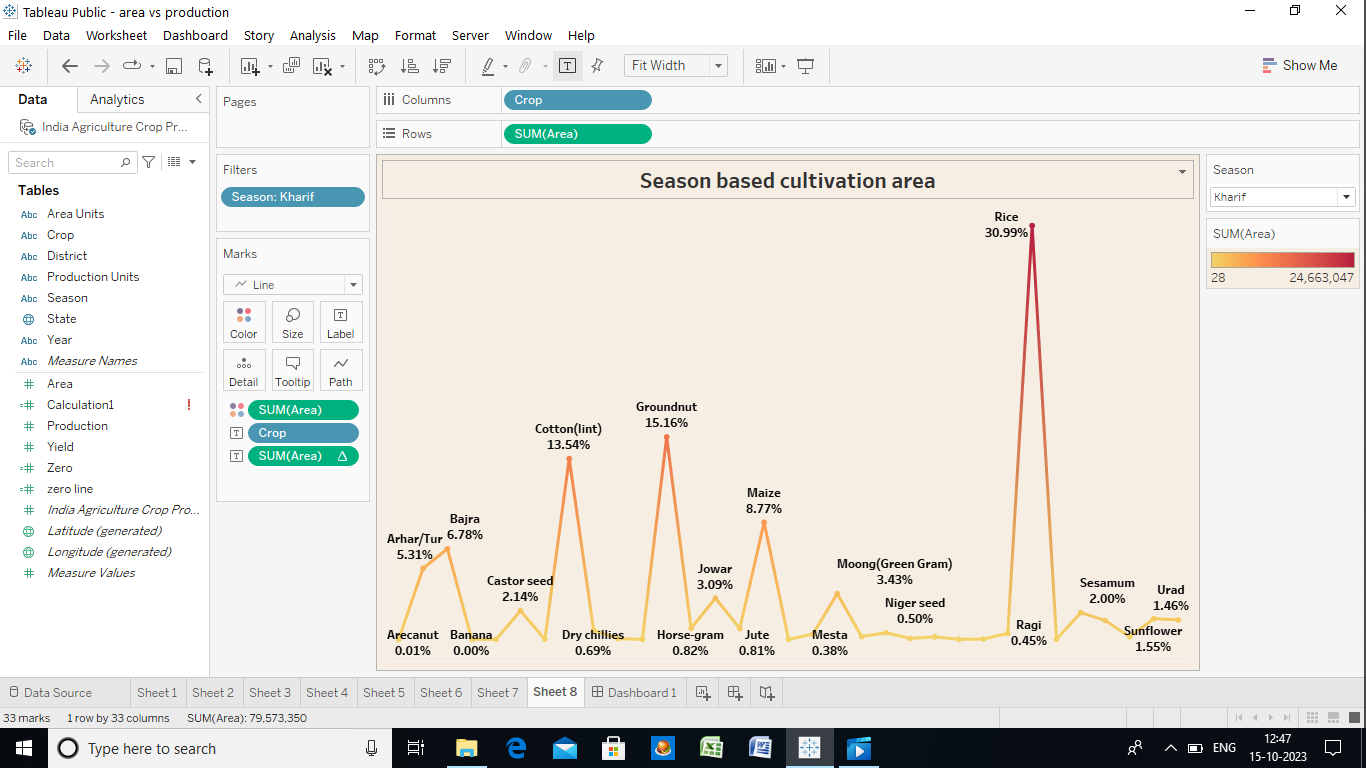 Tableau Public - area vs production
File Data Worksheet Dashboard Story Analysis Map Format Server Window Help
Fit Width
Show Me
Data Analytics
India Agriculture Crop Pr...
Search
Tables
Abc Area Units
Abc Crop
Abc District
Abc Production Units
Abc Season
State
Abc Year
Abc Measure Names
Area
Calculation1 !
Production
Yield
Zero
zero line
India Agriculture Crop Pro...
Latitude (generated)
Longitude (generated)
Measure Values
Pages
Filters
Season: Kharif
Marks
Line
Color Size Label
Detail Tooltip Path
SUM(Area)
Crop
SUM(Area) Δ
Columns Crop
Rows SUM(Area)
Season based cultivation area
Rice
30.99%
Groundnut
15.16%
Cotton(lint)
13.54%
Maize
8.77%
Bajra
6.78%
Arhar/Tur
5.31%
Castor seed
2.14%
Jowar
3.09%
Moong(Green Gram)
3.43%
Niger seed
0.50%
Sesamum
2.00%
Urad
1.46%
Arecanut
0.01%
Banana
0.00%
Dry chillies
0.69%
Horse-gram
0.82%
Jute
0.81%
Mesta
0.38%
Ragi
0.45%
Sunflower
1.55%
Season
Kharif
SUM(Area)
28 24,663,047
Data Source Sheet 1 Sheet 2 Sheet 3 Sheet 4 Sheet 5 Sheet 6 Sheet 7 Sheet 8 Dashboard 1
33 marks 1 row by 33 columns SUM(Area): 79,573,350
Type here to search
ENG
12:47
15-10-2023